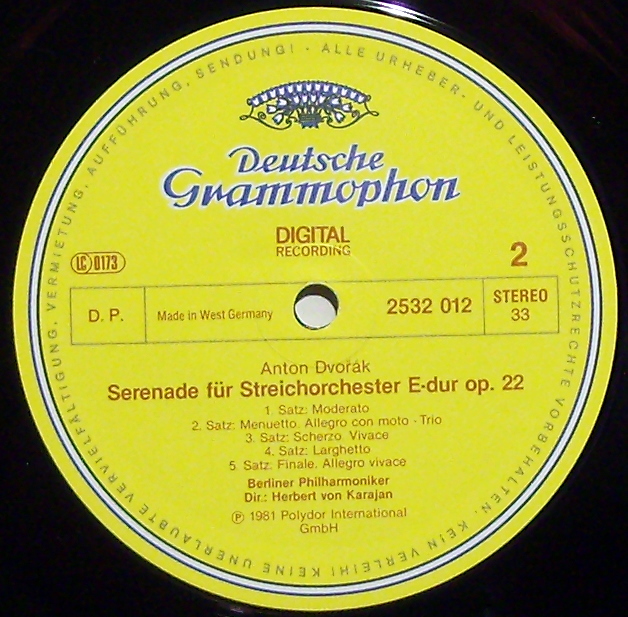 ALLE URHEBER- UND LEISTUNGSSCHUTZRECHTE VORBEHALTEN. KEIN VERLEIH! KEINE UNERLAUBTE VERVIELFÄLTIGUNG, VERMIETUNG, AUFFÜHRUNG, SENDUNG! -
Deutsche
Grammophon
DIGITAL
RECORDING
LC 0173
2
D. P.
Made in West Germany
2532 012
STEREO
33
Anton Dvorák
Serenade für Streichorchester E-dur op. 22
1. Satz: Moderato
2. Satz: Menuetto. Allegro con moto - Trio
3. Satz: Scherzo. Vivace
4. Satz: Larghetto
5. Satz: Finale. Allegro vivace
Berliner Philharmoniker
Dir.: Herbert von Karajan
Ⓟ 1981 Polydor International
GmbH